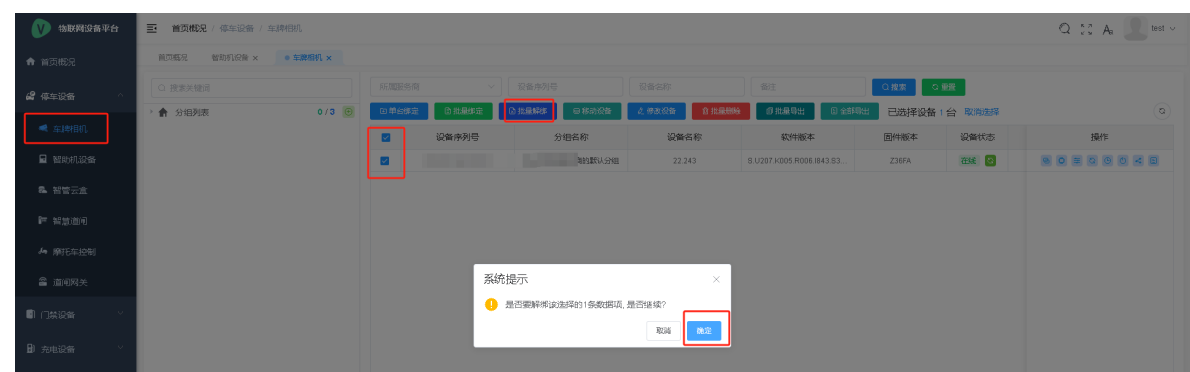 物联网设备平台
首页概况 / 停车设备 / 车牌相机
test
首页概况
智助机设备 ×
车牌相机 ×
首页概况
停车设备
车牌相机
智助机设备
智管云盒
智慧道闸
摩托车控制
道闸网关
门禁设备
充电设备
搜索关键词
分组列表 0 / 3
所属服务商
设备序列号
设备名称
备注
搜索
重置
单台绑定
批量绑定
批量解绑
移动设备
修改设备
批量删除
批量导出
全部导出
已选择设备 1 台 取消选择
设备序列号 分组名称 设备名称 软件版本 固件版本 设备状态 操作
的默认分组 22.243 Z36FA 在线
系统提示
是否要解绑该选择的1条数据项, 是否继续?
取消
确定